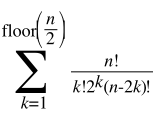 floor(n/2)
∑ n!/(k!2^k(n-2k)!)
k=1